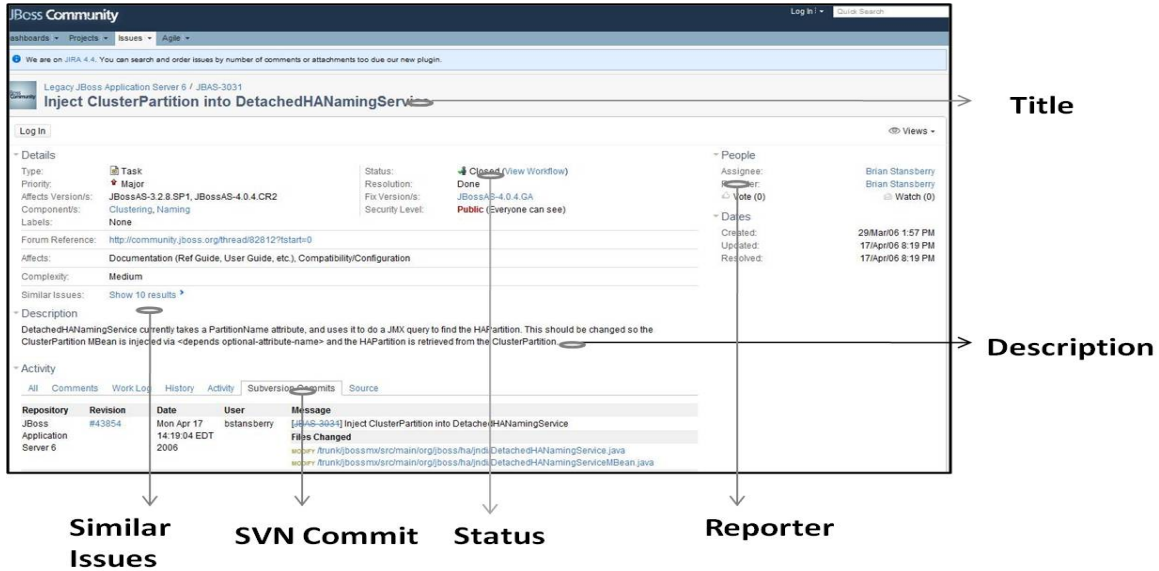 JBoss Community
Log In
Quick Search
ashboards Projects Issues Agile
We are on JIRA 4.4. You can search and order issues by number of comments or attachments too due our new plugin.
Legacy JBoss Application Server 6 / JBAS-3031
Inject ClusterPartition into DetachedHANamingService
Title
Log In
Views
Details
Type: Task
Status: Closed (View Workflow)
Priority: Major
Resolution: Done
Affects Version/s: JBossAS-3.2.8.SP1, JBossAS-4.0.4.CR2
Fix Version/s: JBossAS-4.0.4.GA
Component/s: Clustering, Naming
Security Level: Public (Everyone can see)
Labels: None
Forum Reference: http://community.jboss.org/thread/82812?tstart=0
Affects: Documentation (Ref Guide, User Guide, etc.), Compatibility/Configuration
Complexity: Medium
Similar Issues: Show 10 results
People
Assignee: Brian Stansberry
Reporter: Brian Stansberry
Vote (0) Watch (0)
Dates
Created: 29/Mar/06 1:57 PM
Updated: 17/Apr/06 8:19 PM
Resolved: 17/Apr/06 8:19 PM
Description
DetachedHANamingService currently takes a PartitionName attribute, and uses it to do a JMX query to find the HAPartition. This should be changed so the
ClusterPartition MBean is injected via <depends optional-attribute-name> and the HAPartition is retrieved from the ClusterPartition.
Description
Activity
All Comments Work Log History Activity Subversion Commits Source
Repository Revision Date User Message
JBoss Application Server 6 #43854 Mon Apr 17 14:19:04 EDT 2006 bstansberry [JBAS-3031] Inject ClusterPartition into DetachedHANamingService
Files Changed
MODIFY /trunk/jbossmx/src/main/org/jboss/ha/jndi/DetachedHANamingService.java
MODIFY /trunk/jbossmx/src/main/org/jboss/ha/jndi/DetachedHANamingServiceMBean.java
Similar
Issues
SVN Commit
Status
Reporter